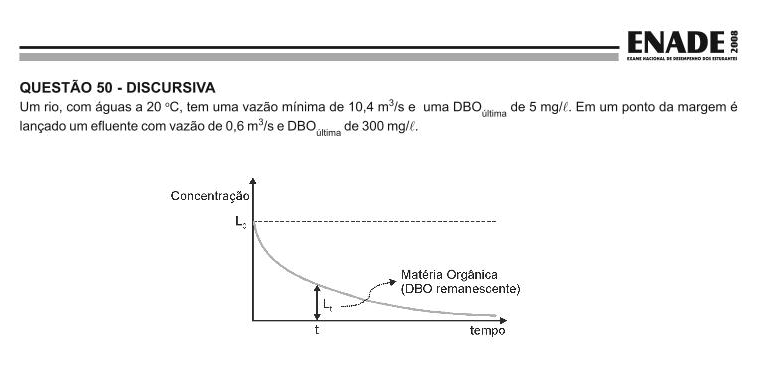 ENADE 2008
EXAME NACIONAL DE DESEMPENHO DOS ESTUDANTES
QUESTÃO 50 - DISCURSIVA
Um rio, com águas a 20 ºC, tem uma vazão mínima de 10,4 m³/s e uma DBOúltima de 5 mg/ℓ. Em um ponto da margem é
lançado um efluente com vazão de 0,6 m³/s e DBOúltima de 300 mg/ℓ.
Concentração
L₀
Matéria Orgânica
(DBO remanescente)
Lt
t
tempo